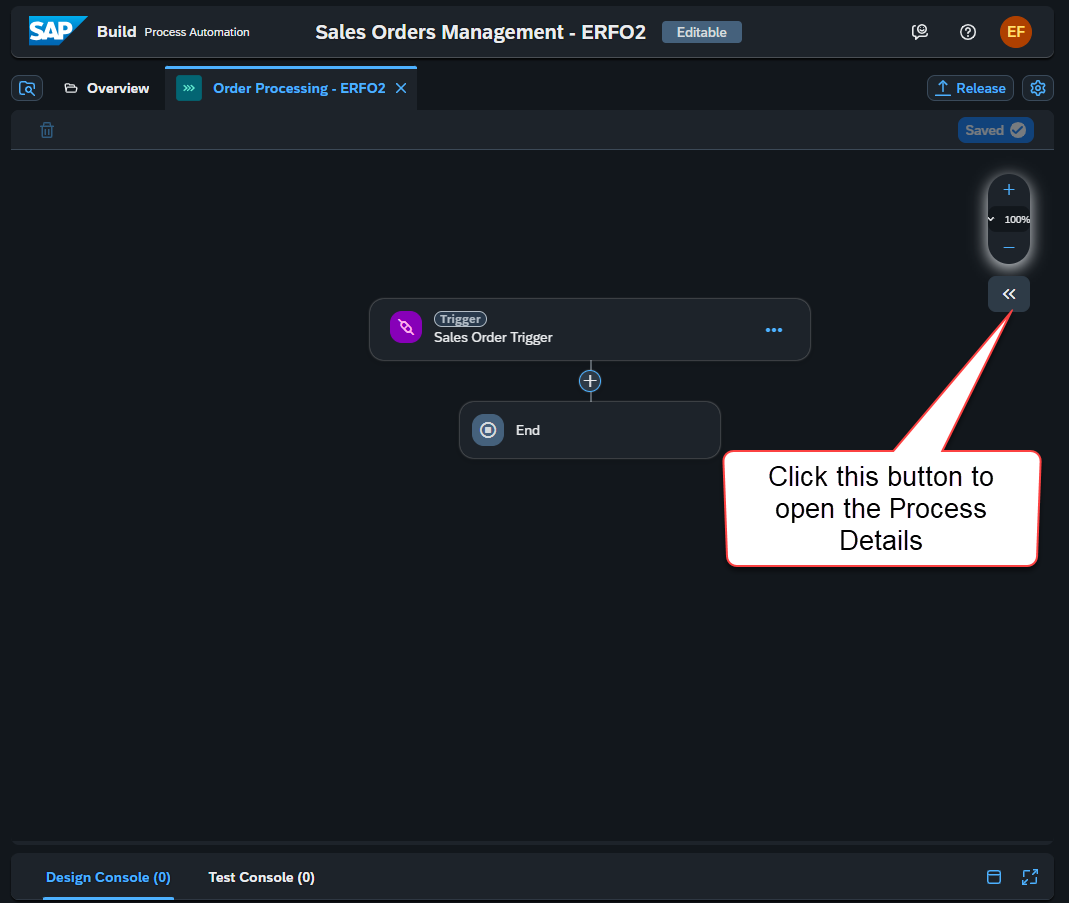 SAP Build Process Automation Sales Orders Management - ERFO2 Editable EF
Overview Order Processing - ERFO2 Release
Saved
100%
Trigger
Sales Order Trigger
End
Click this button to
open the Process
Details
Design Console (0) Test Console (0)